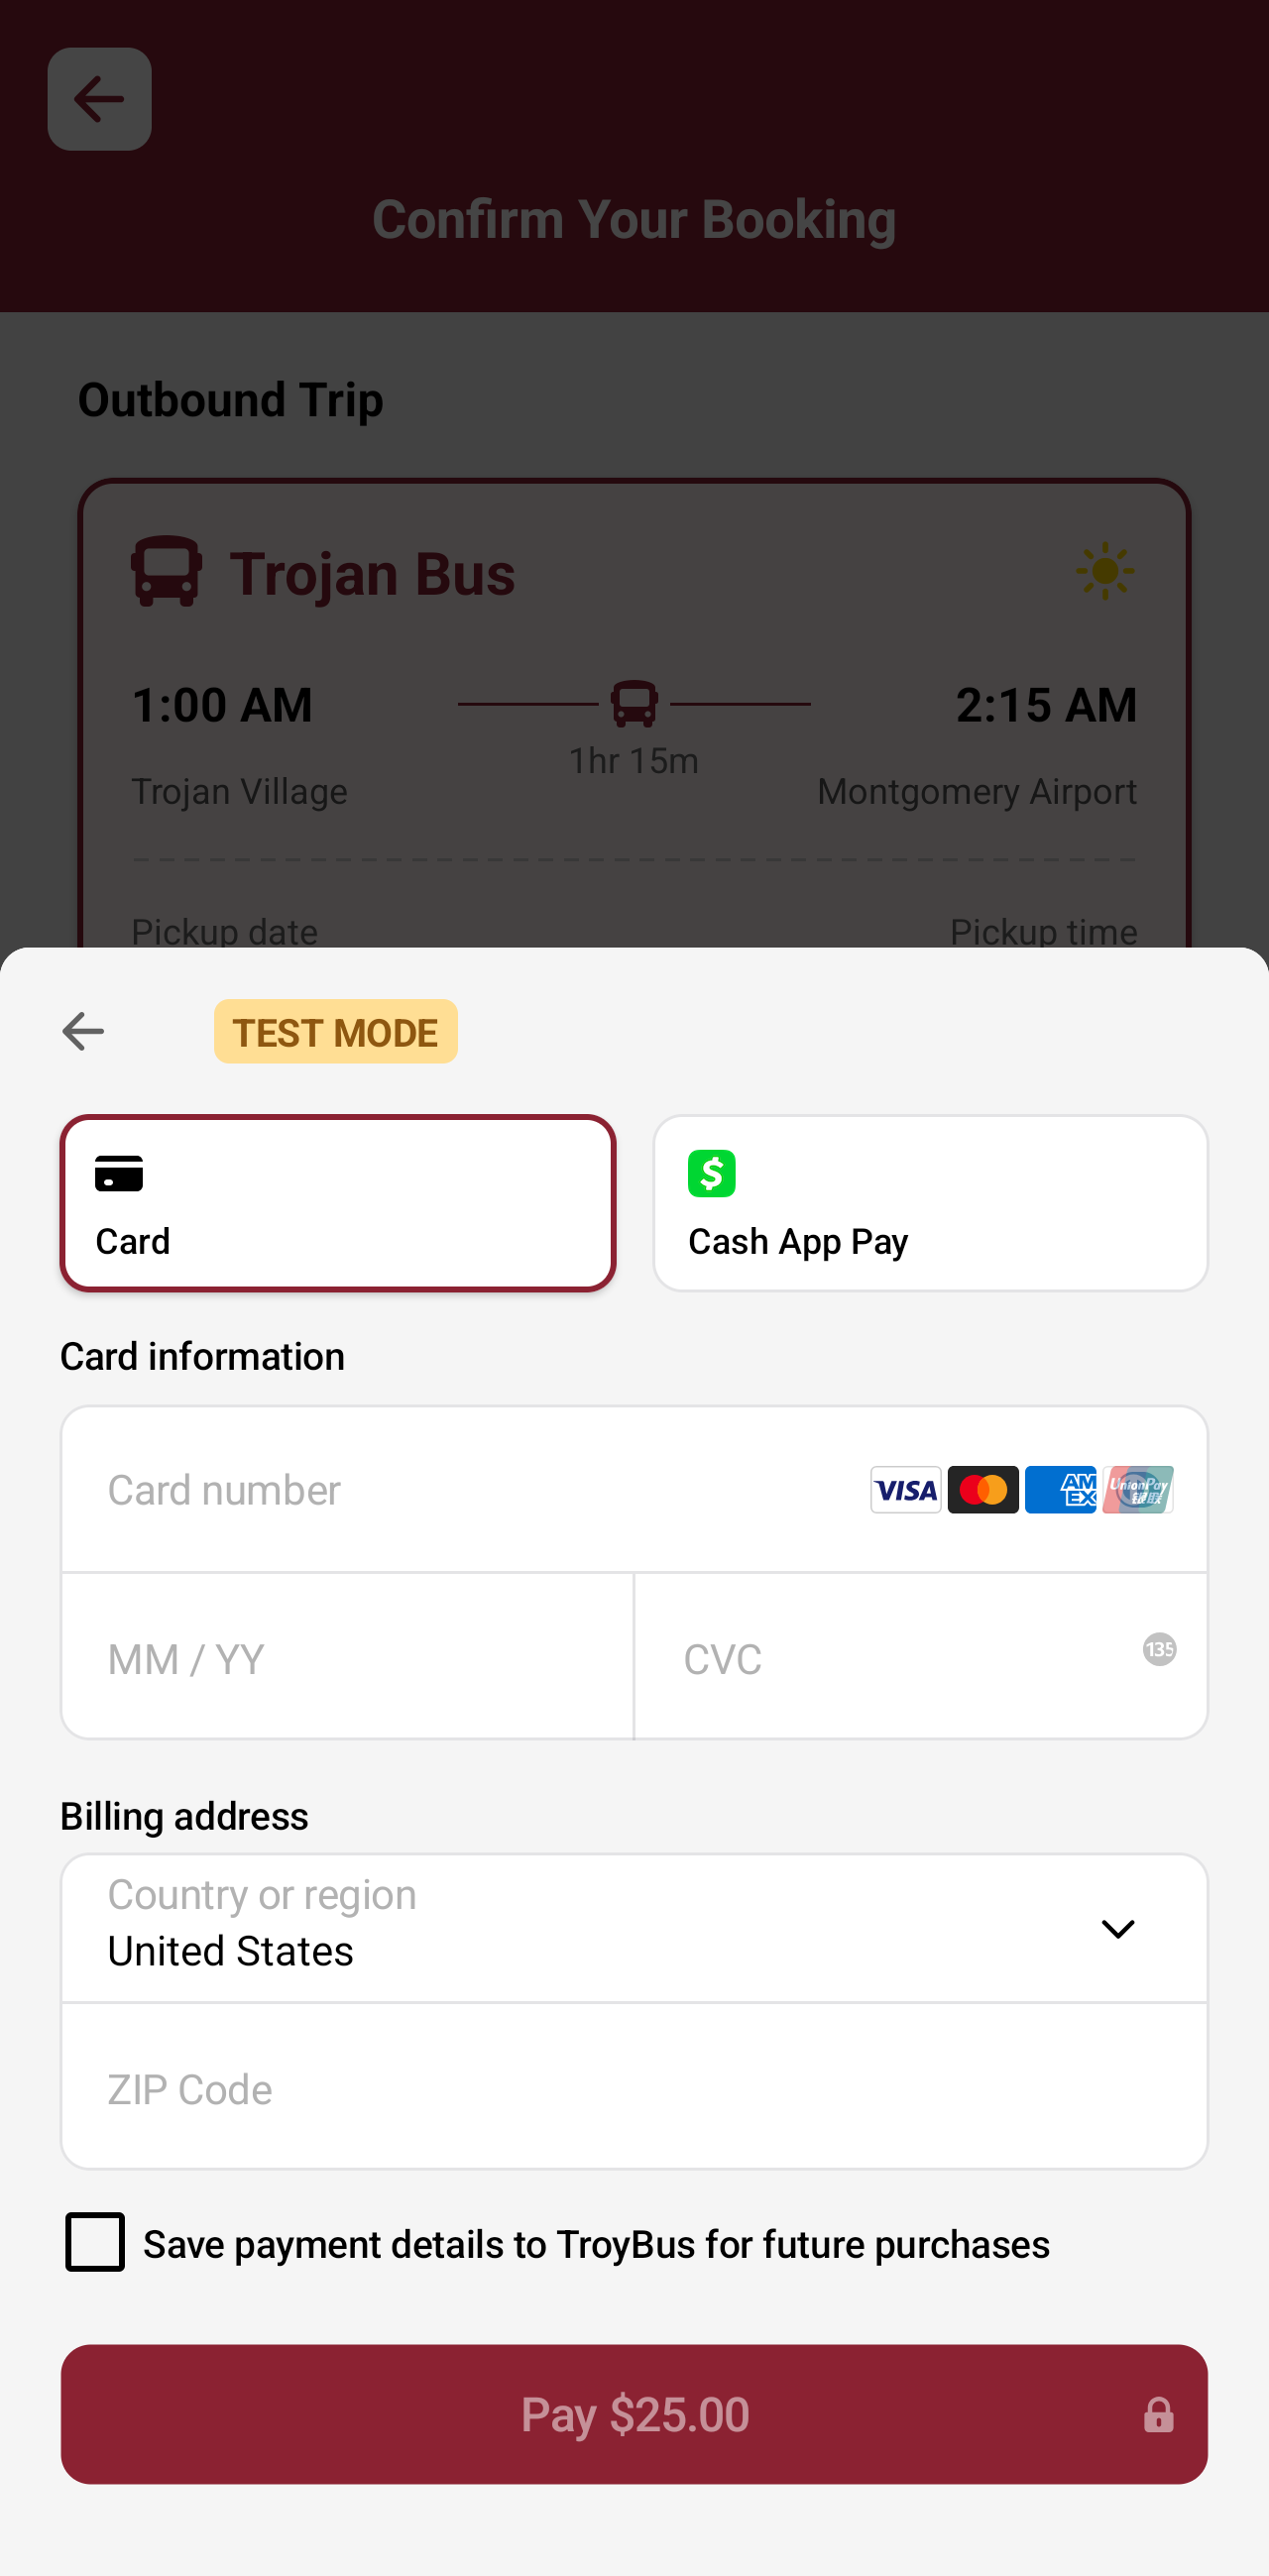 Confirm Your Booking
Outbound Trip
Trojan Bus
1:00 AM
2:15 AM
1hr 15m
Trojan Village
Montgomery Airport
Pickup date
Pickup time
TEST MODE
Card
Cash App Pay
Card information
Card number
VISA
AM
EX
UnionPay
银联
MM / YY
CVC
135
Billing address
Country or region
United States
ZIP Code
Save payment details to TroyBus for future purchases
Pay $25.00